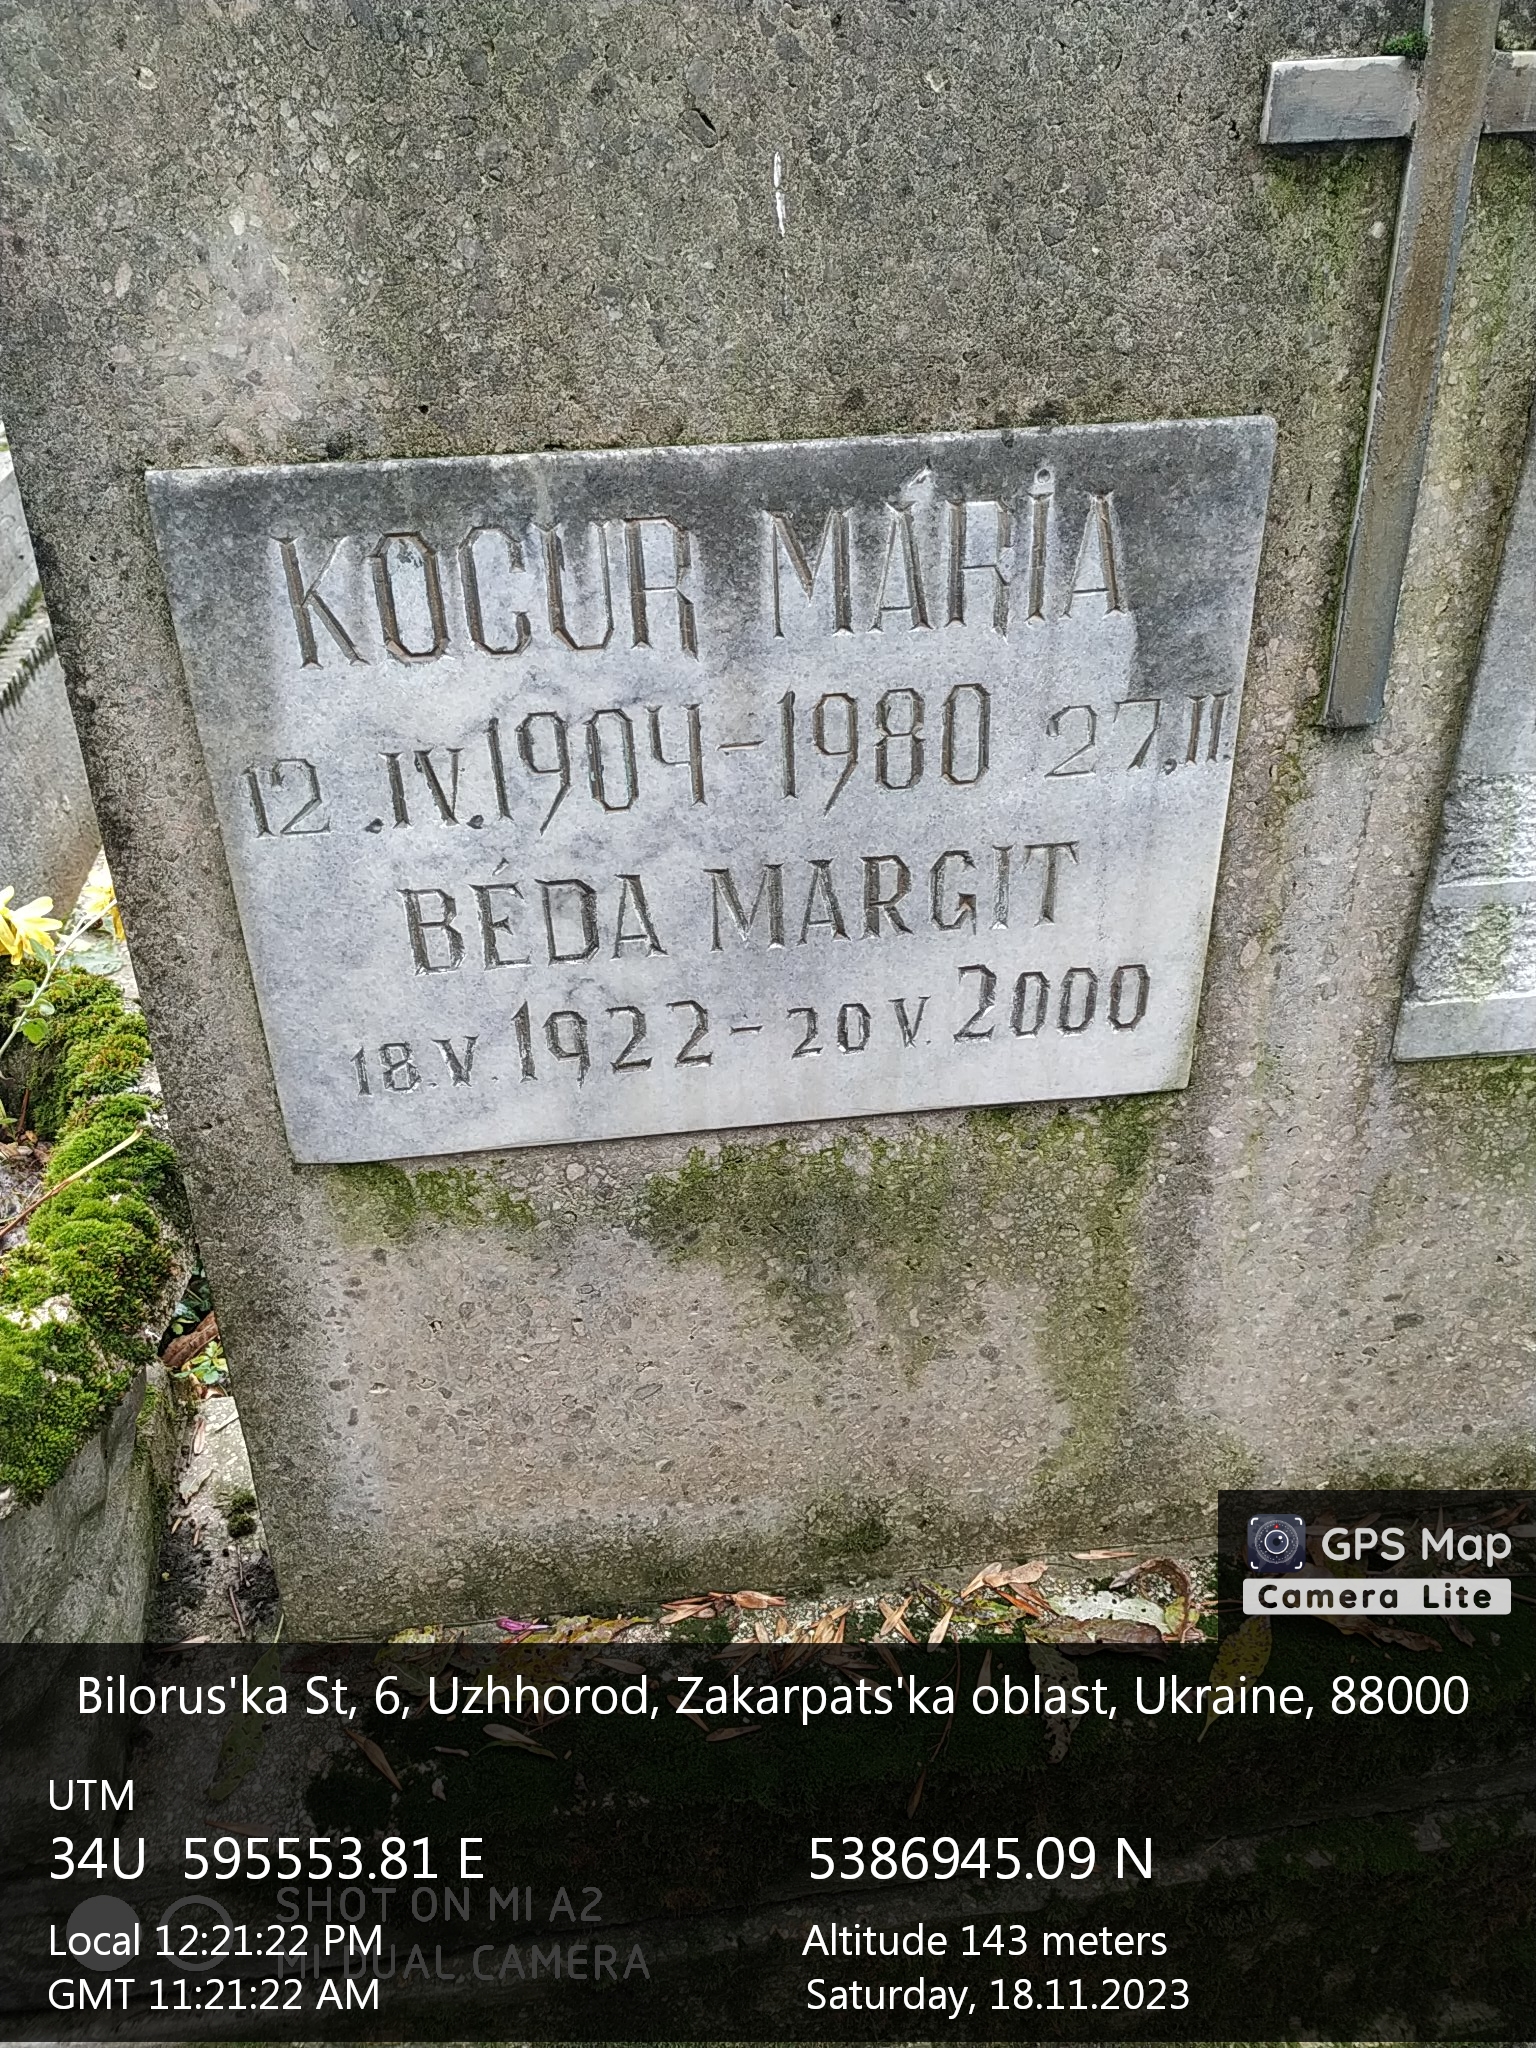 KOCUR MÁRIA
12.IV.1904-1980 27.II.
BÉDA MARGIT
18.V.1922-20 V.2000
GPS Map
Camera Lite
Bilorus'ka St, 6, Uzhhorod, Zakarpats'ka oblast, Ukraine, 88000
UTM
34U 595553.81 E 5386945.09 N
SHOT ON MI A2
MI DUAL CAMERA
Local 12:21:22 PM Altitude 143 meters
GMT 11:21:22 AM Saturday, 18.11.2023